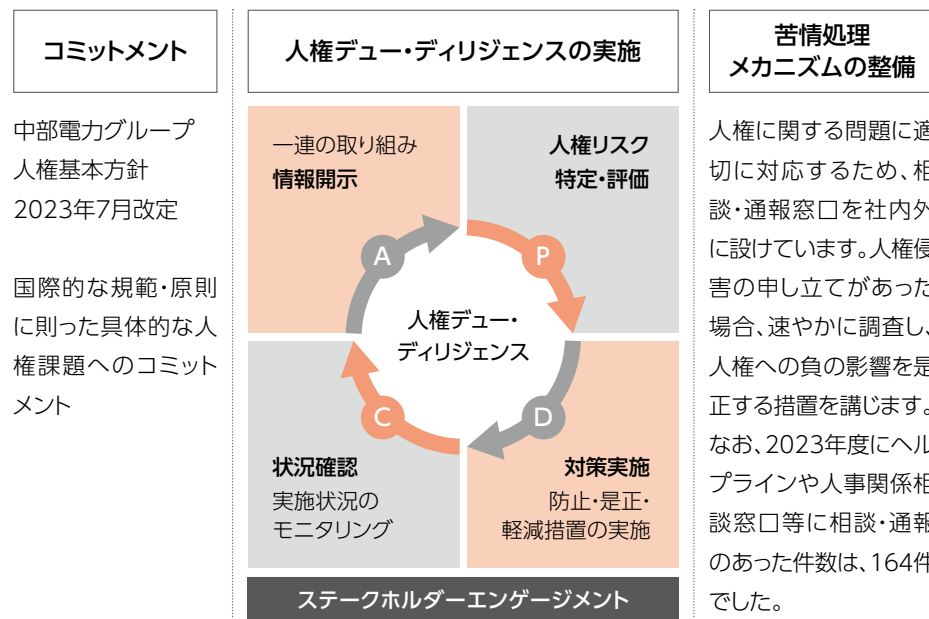 コミットメント
中部電力グループ
人権基本方針
2023年7月改定
国際的な規範・原則
に則った具体的な人
権課題へのコミット
メント
人権デュー・ディリジェンスの実施
一連の取り組み
情報開示
人権リスク
特定・評価
A
P
人権デュー・
ディリジェンス
C
D
状況確認
実施状況の
モニタリング
対策実施
防止・是正・
軽減措置の実施
ステークホルダーエンゲージメント
苦情処理
メカニズムの整備
人権に関する問題に適
切に対応するため、相
談・通報窓口を社内外
に設けています。人権侵
害の申し立てがあった
場合、速やかに調査し、
人権への負の影響を是
正する措置を講じます。
なお、2023年度にヘル
プラインや人事関係相
談窓口等に相談・通報
のあった件数は、164件
でした。